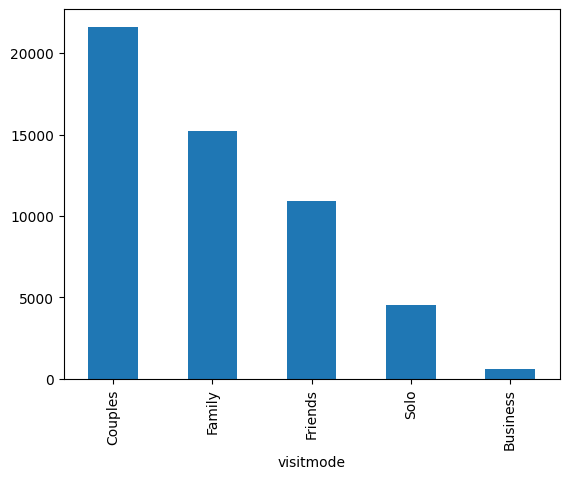 20000
15000
10000
5000
0
Couples
Family
Friends
Solo
Business
visitmode